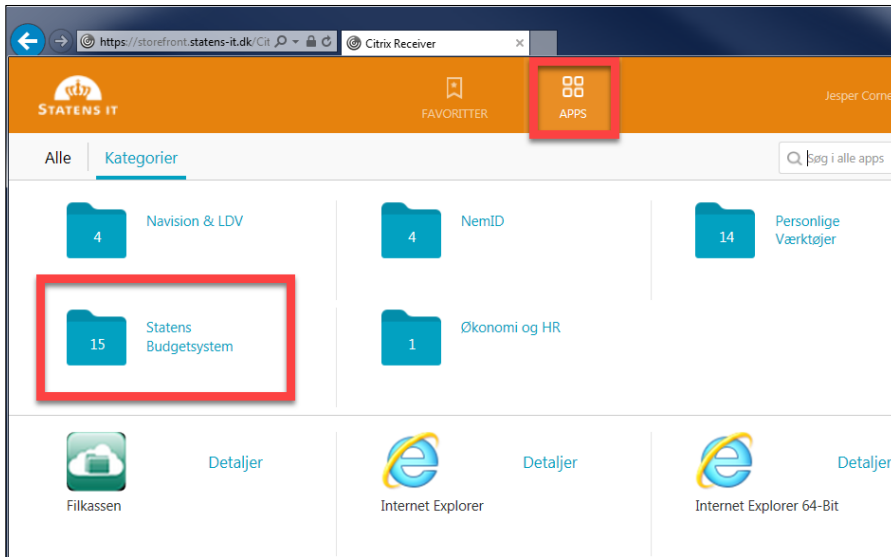 https://storefront.statens-it.dk/Cit
Citrix Receiver
STATENS IT
FAVORITTER
APPS
Jesper Corne
Alle
Kategorier
Søg i alle apps
4
Navision & LDV
4
NemID
14
Personlige
Værktøjer
15
Statens
Budgetsystem
1
Økonomi og HR
Detaljer
Detaljer
Detaljer
Filkassen
Internet Explorer
Internet Explorer 64-Bit